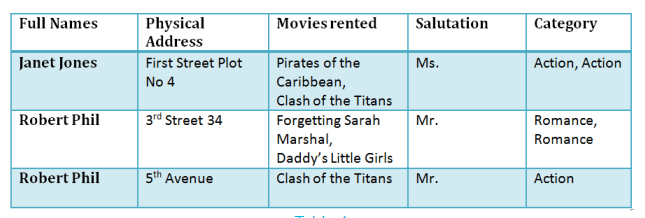 Full Names Physical Address Movies rented Salutation Category
Janet Jones First Street Plot No 4 Pirates of the Caribbean, Clash of the Titans Ms. Action, Action
Robert Phil 3rd Street 34 Forgetting Sarah Marshal, Daddy's Little Girls Mr. Romance, Romance
Robert Phil 5th Avenue Clash of the Titans Mr. Action